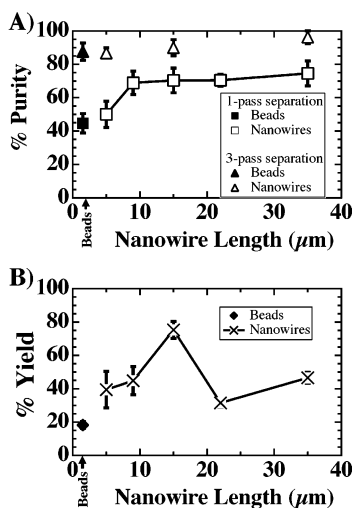 A)
100
80
60
40
20
0
% Purity
1-pass separation
Beads
Nanowires
3-pass separation
Beads
Nanowires
0 10 20 30 40
Beads
Nanowire Length (µm)
B)
100
80
60
40
20
0
% Yield
Beads
Nanowires
0 10 20 30 40
Beads
Nanowire Length (µm)